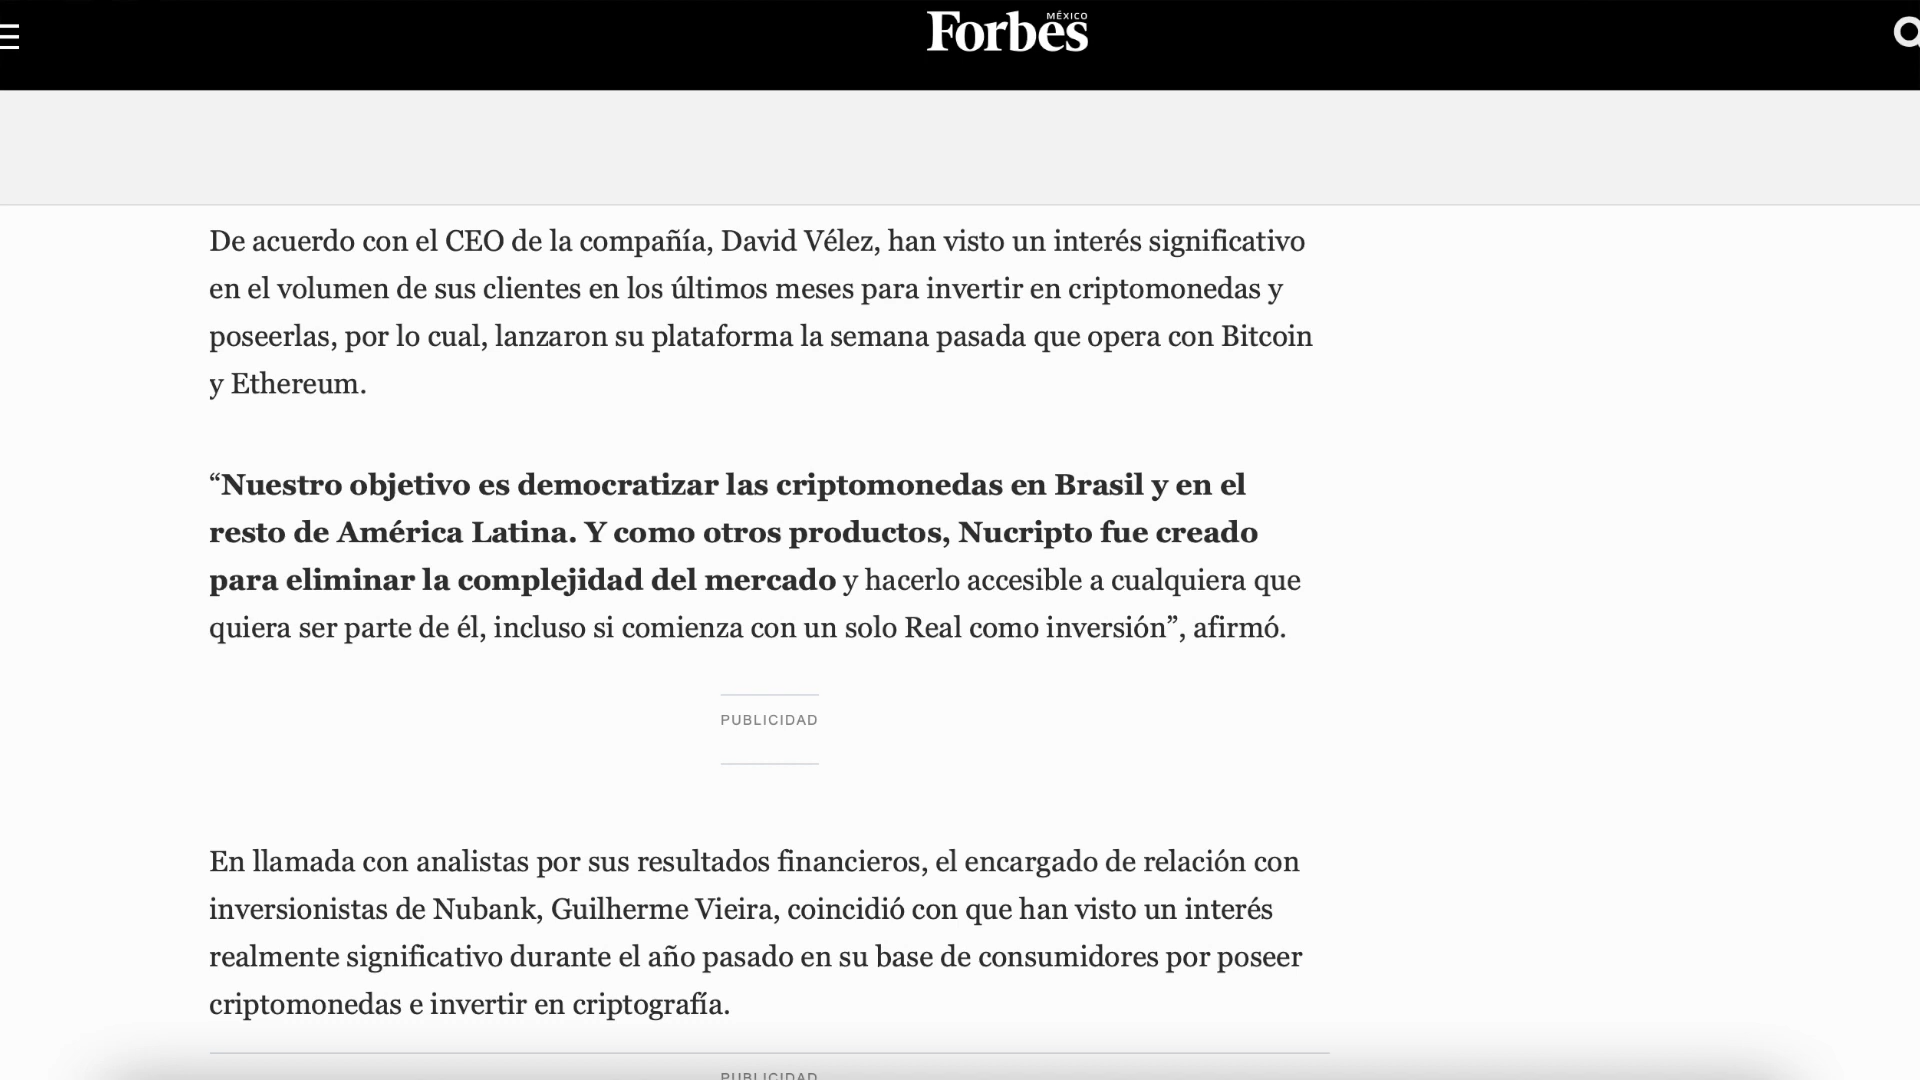 MÉXICO
Forbes
De acuerdo con el CEO de la compañía, David Vélez, han visto un interés significativo
en el volumen de sus clientes en los últimos meses para invertir en criptomonedas y
poseerlas, por lo cual, lanzaron su plataforma la semana pasada que opera con Bitcoin
y Ethereum.
“Nuestro objetivo es democratizar las criptomonedas en Brasil y en el
resto de América Latina. Y como otros productos, Nucripto fue creado
para eliminar la complejidad del mercado y hacerlo accesible a cualquiera que
quiera ser parte de él, incluso si comienza con un solo Real como inversión”, afirmó.
PUBLICIDAD
En llamada con analistas por sus resultados financieros, el encargado de relación con
inversionistas de Nubank, Guilherme Vieira, coincidió con que han visto un interés
realmente significativo durante el año pasado en su base de consumidores por poseer
criptomonedas e invertir en criptografía.
PUBLICIDAD